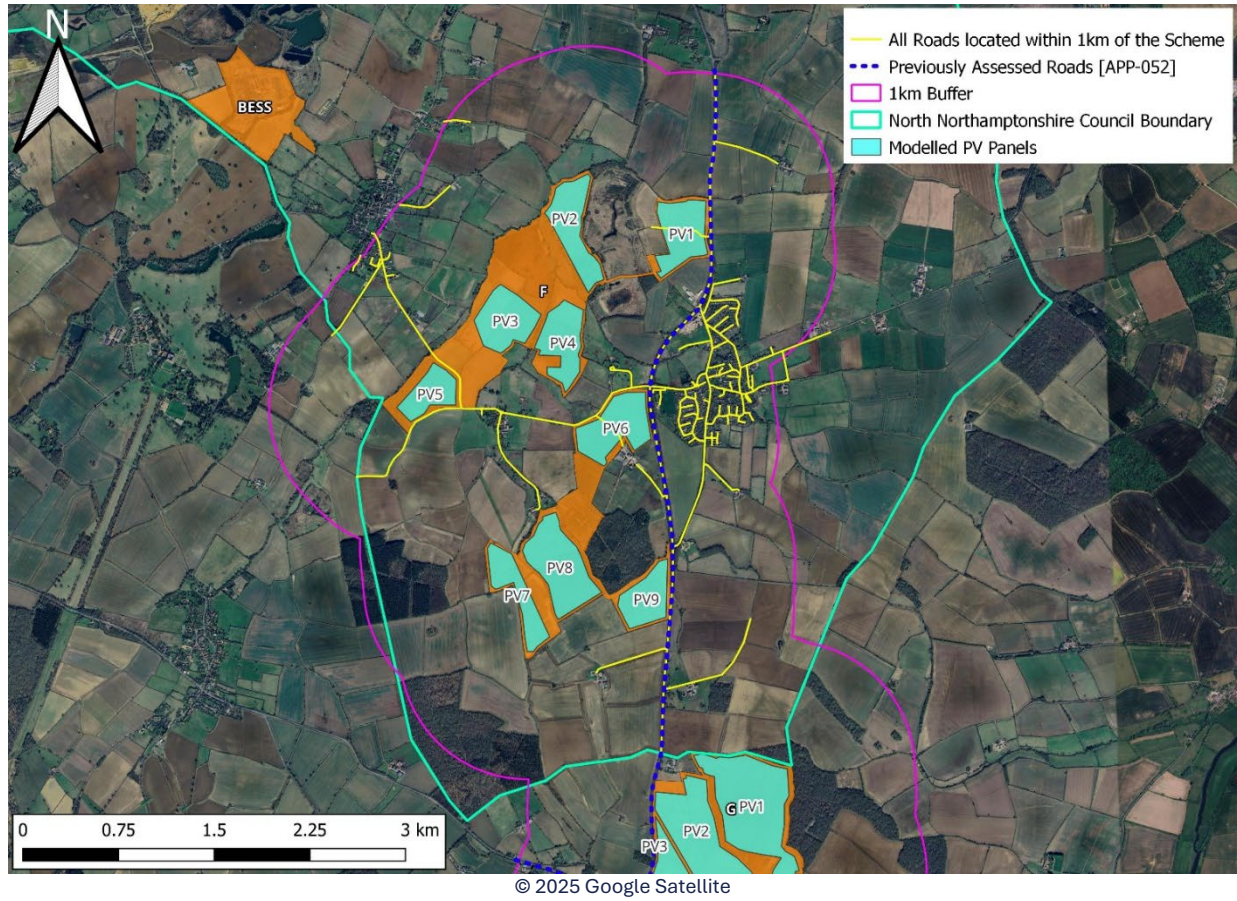 N
All Roads located within 1km of the Scheme
Previously Assessed Roads [APP-052]
1km Buffer
North Northamptonshire Council Boundary
Modelled PV Panels
BESS
PV2
PV1
F
PV3
PV4
PV5
PV6
PV8
PV7
PV9
G PV1
PV2
PV3
0 0.75 1.5 2.25 3 km
© 2025 Google Satellite